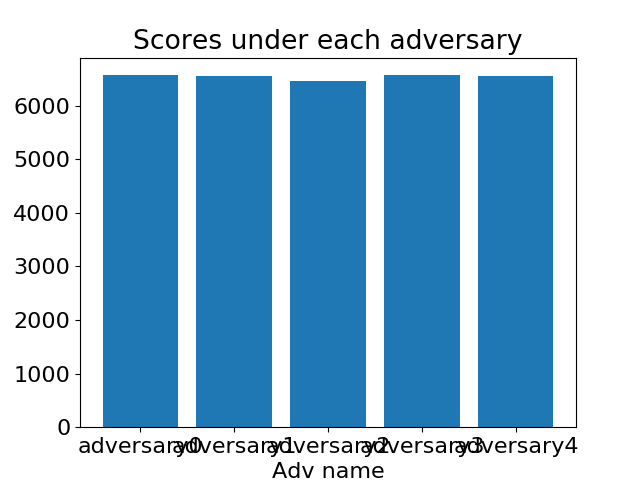 Scores under each adversary
6000
5000
4000
3000
2000
1000
0
adversary0 adversary1 adversary2 adversary3 adversary4
Adv name